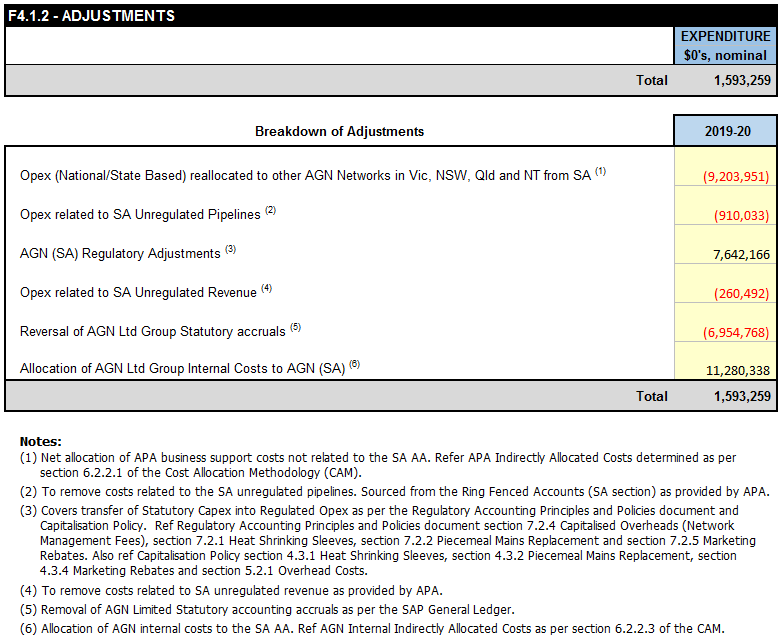 F4.1.2 - ADJUSTMENTS
EXPENDITURE
$0's, nominal
Total 1,593,259
Breakdown of Adjustments 2019-20
Opex (National/State Based) reallocated to other AGN Networks in Vic, NSW, Qld and NT from SA (1) (9,203,951)
Opex related to SA Unregulated Pipelines (2) (910,033)
AGN (SA) Regulatory Adjustments (3) 7,642,166
Opex related to SA Unregulated Revenue (4) (260,492)
Reversal of AGN Ltd Group Statutory accruals (5) (6,954,768)
Allocation of AGN Ltd Group Internal Costs to AGN (SA) (6) 11,280,338
Total 1,593,259
Notes:
(1) Net allocation of APA business support costs not related to the SA AA. Refer APA Indirectly Allocated Costs determined as per
section 6.2.2.1 of the Cost Allocation Methodology (CAM).
(2) To remove costs related to the SA unregulated pipelines. Sourced from the Ring Fenced Accounts (SA section) as provided by APA.
(3) Covers transfer of Statutory Capex into Regulated Opex as per the Regulatory Accounting Principles and Policies document and
Capitalisation Policy. Ref Regulatory Accounting Principles and Policies document section 7.2.4 Capitalised Overheads (Network
Management Fees), section 7.2.1 Heat Shrinking Sleeves, section 7.2.2 Piecemeal Mains Replacement and section 7.2.5 Marketing
Rebates. Also ref Capitalisation Policy section 4.3.1 Heat Shrinking Sleeves, section 4.3.2 Piecemeal Mains Replacement, section
4.3.4 Marketing Rebates and section 5.2.1 Overhead Costs.
(4) To remove costs related to SA unregulated revenue as provided by APA.
(5) Removal of AGN Limited Statutory accounting accruals as per the SAP General Ledger.
(6) Allocation of AGN internal costs to the SA AA. Ref AGN Internal Indirectly Allocated Costs as per section 6.2.2.3 of the CAM.